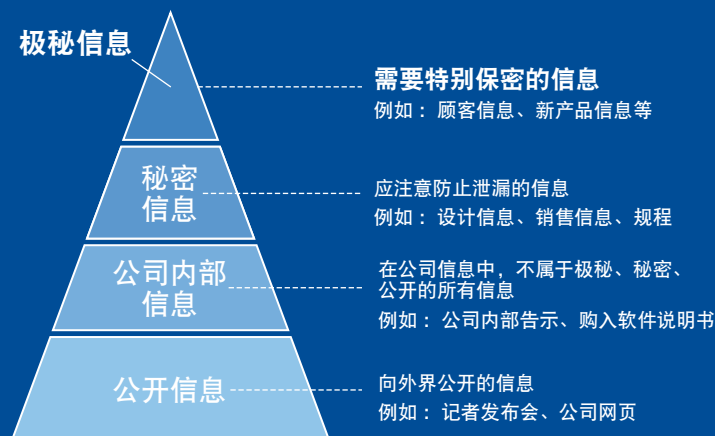 极秘信息
需要特别保密的信息
例如：顾客信息、新产品信息等
秘密
信息
应注意防止泄漏的信息
例如：设计信息、销售信息、规程
公司内部
信息
在公司信息中，不属于极秘、秘密、
公开的所有信息
例如：公司内部告示、购入软件说明书
公开信息
向外界公开的信息
例如：记者发布会、公司网页